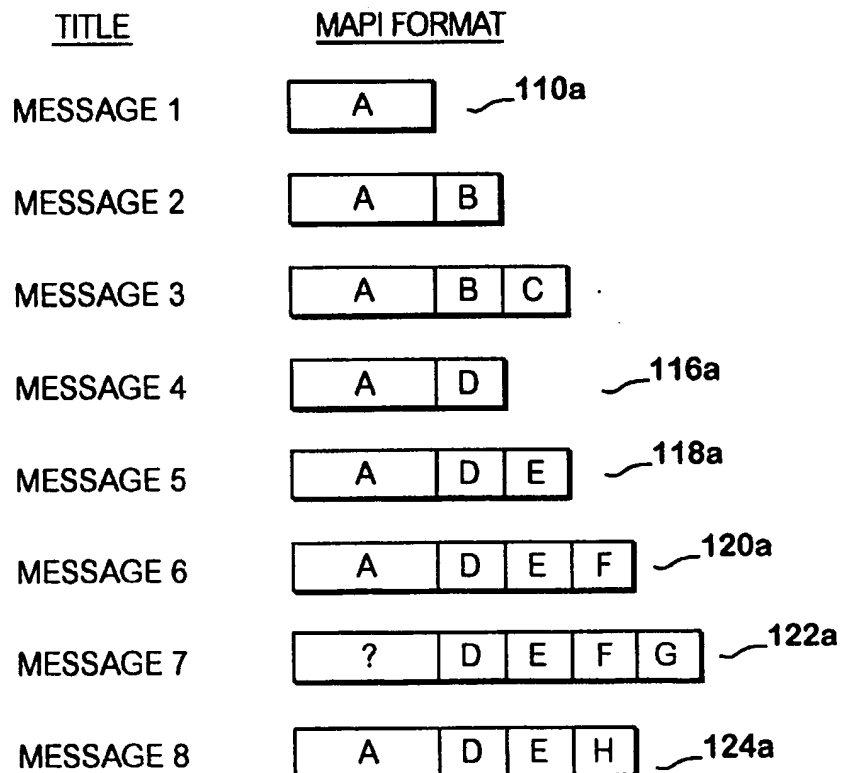 TITLE MAPI FORMAT
MESSAGE 1 A 110a
MESSAGE 2 A B
MESSAGE 3 A B C
MESSAGE 4 A D 116a
MESSAGE 5 A D E 118a
MESSAGE 6 A D E F 120a
MESSAGE 7 ? D E F G 122a
MESSAGE 8 A D E H 124a